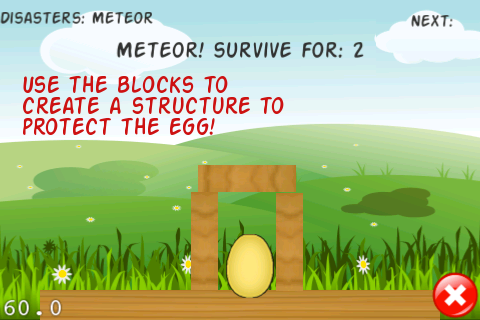 DISASTERS: METEOR
NEXT:
METEOR! SURVIVE FOR: 2
USE THE BLOCKS TO
CREATE A STRUCTURE TO
PROTECT THE EGG!
60.0